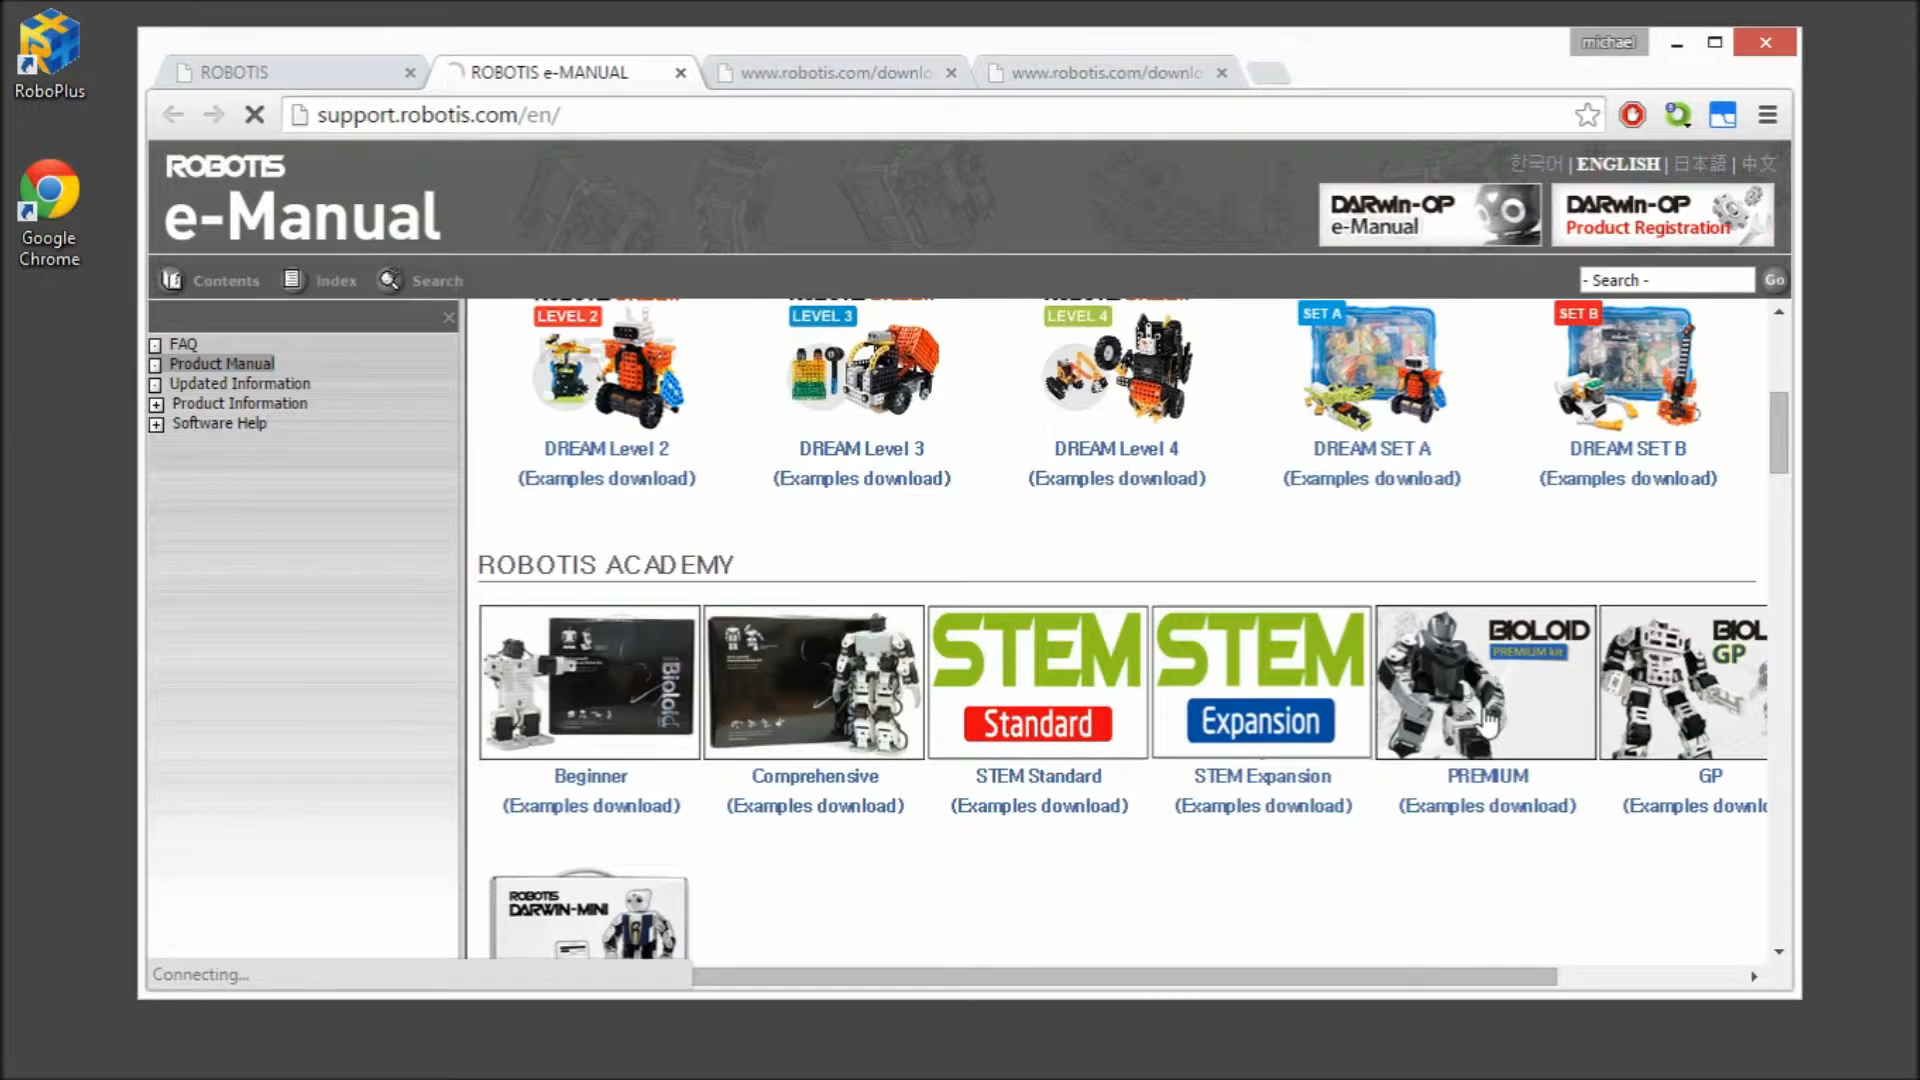 RoboPlus
Google
Chrome
michael
ROBOTIS
ROBOTIS e-MANUAL
www.robotis.com/downlo
www.robotis.com/downlo
support.robotis.com/en/
ROBOTIS
e-Manual
한국어 | ENGLISH | 日本語 | 中文
DARwIn-OP
e-Manual
DARwIn-OP
Product Registration
Contents
Index
Search
- Search -
Go
FAQ
Product Manual
Updated Information
Product Information
Software Help
LEVEL 2
LEVEL 3
LEVEL 4
SET A
SET B
DREAM Level 2
DREAM Level 3
DREAM Level 4
DREAM SET A
DREAM SET B
(Examples download)
(Examples download)
(Examples download)
(Examples download)
(Examples download)
ROBOTIS ACADEMY
Bioloid
STEM
Standard
STEM
Expansion
BIOLOID
PREMIUM kit
BIOL
GP
Beginner
Comprehensive
STEM Standard
STEM Expansion
PREMIUM
GP
(Examples download)
(Examples download)
(Examples download)
(Examples download)
(Examples download)
(Examples downlo
ROBOTIS
DARWIN-MINI
Connecting...